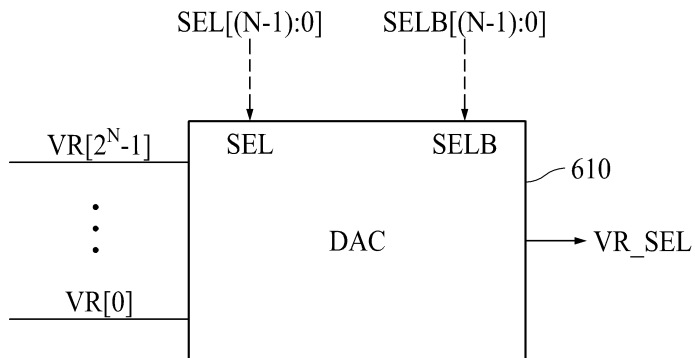 SEL[(N-1):0] SELB[(N-1):0]
VR[2^N-1]
SEL SELB
610
DAC
VR_SEL
VR[0]